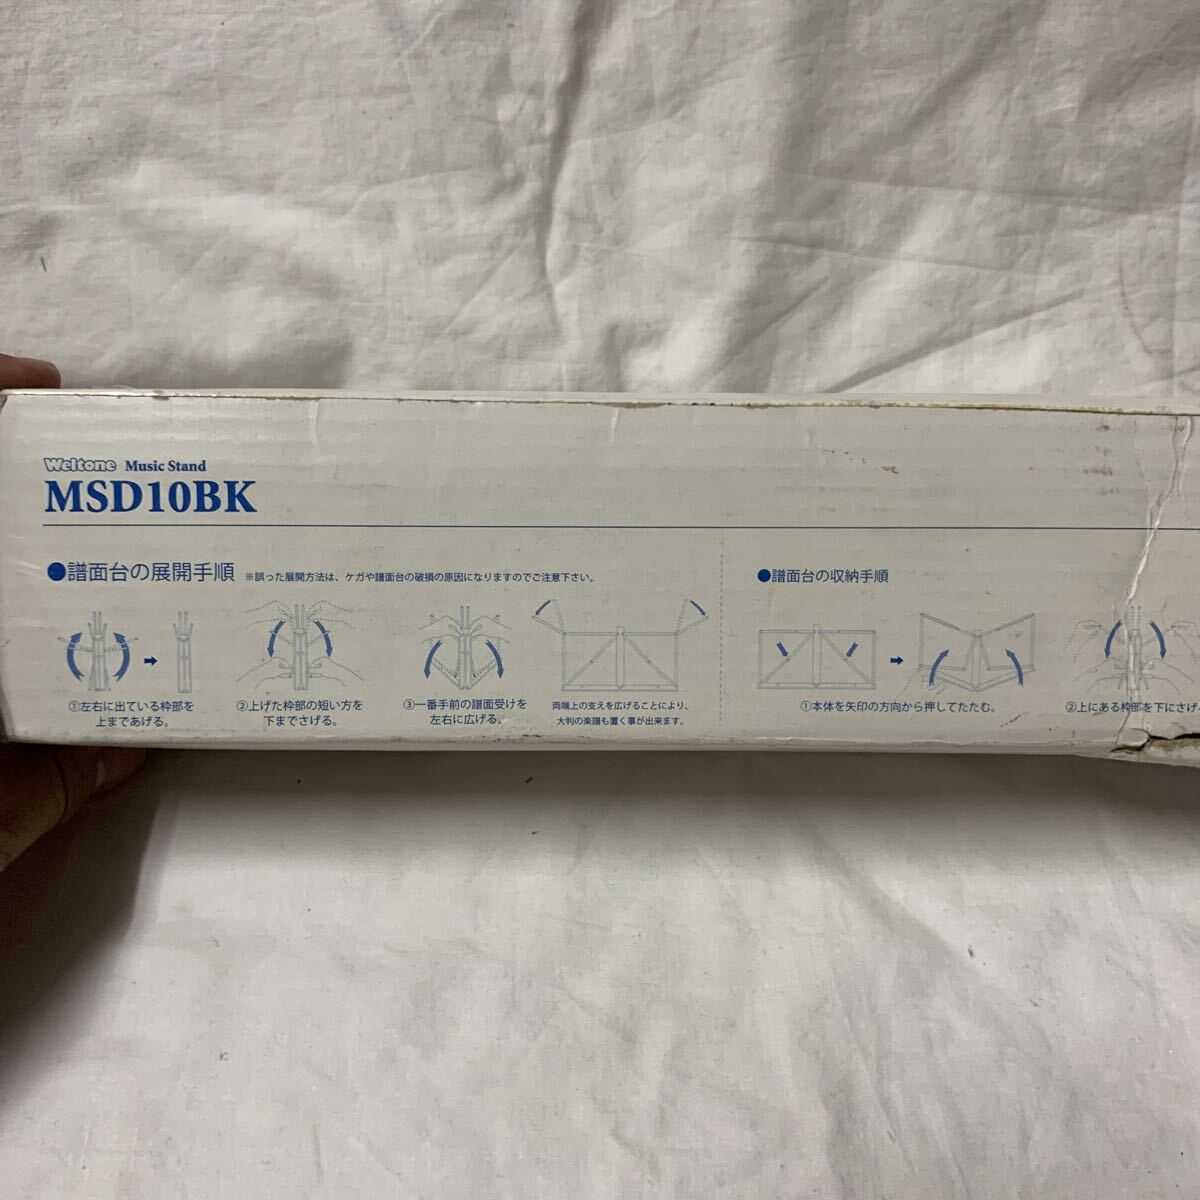 Weltone Music Stand
MSD10BK
●譜面台の展開手順 ※誤った展開方法は、ケガや譜面台の破損の原因になりますのでご注意下さい。
①左右に出ている枠部を
上まであげる。
②上げた枠部の短い方を
下までさげる。
③一番手前の譜面受けを
左右に広げる。
両端上の支えを広げることにより、
大判の楽譜も置く事が出来ます。
●譜面台の収納手順
①本体を矢印の方向から押してたたむ。
②上にある枠部を下にさげ